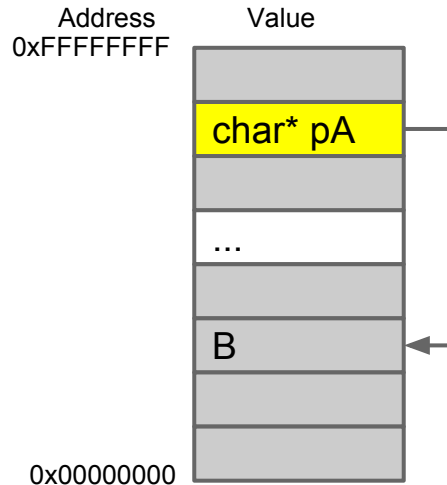 Address Value
0xFFFFFFFF
char* pA
...
B
0x00000000